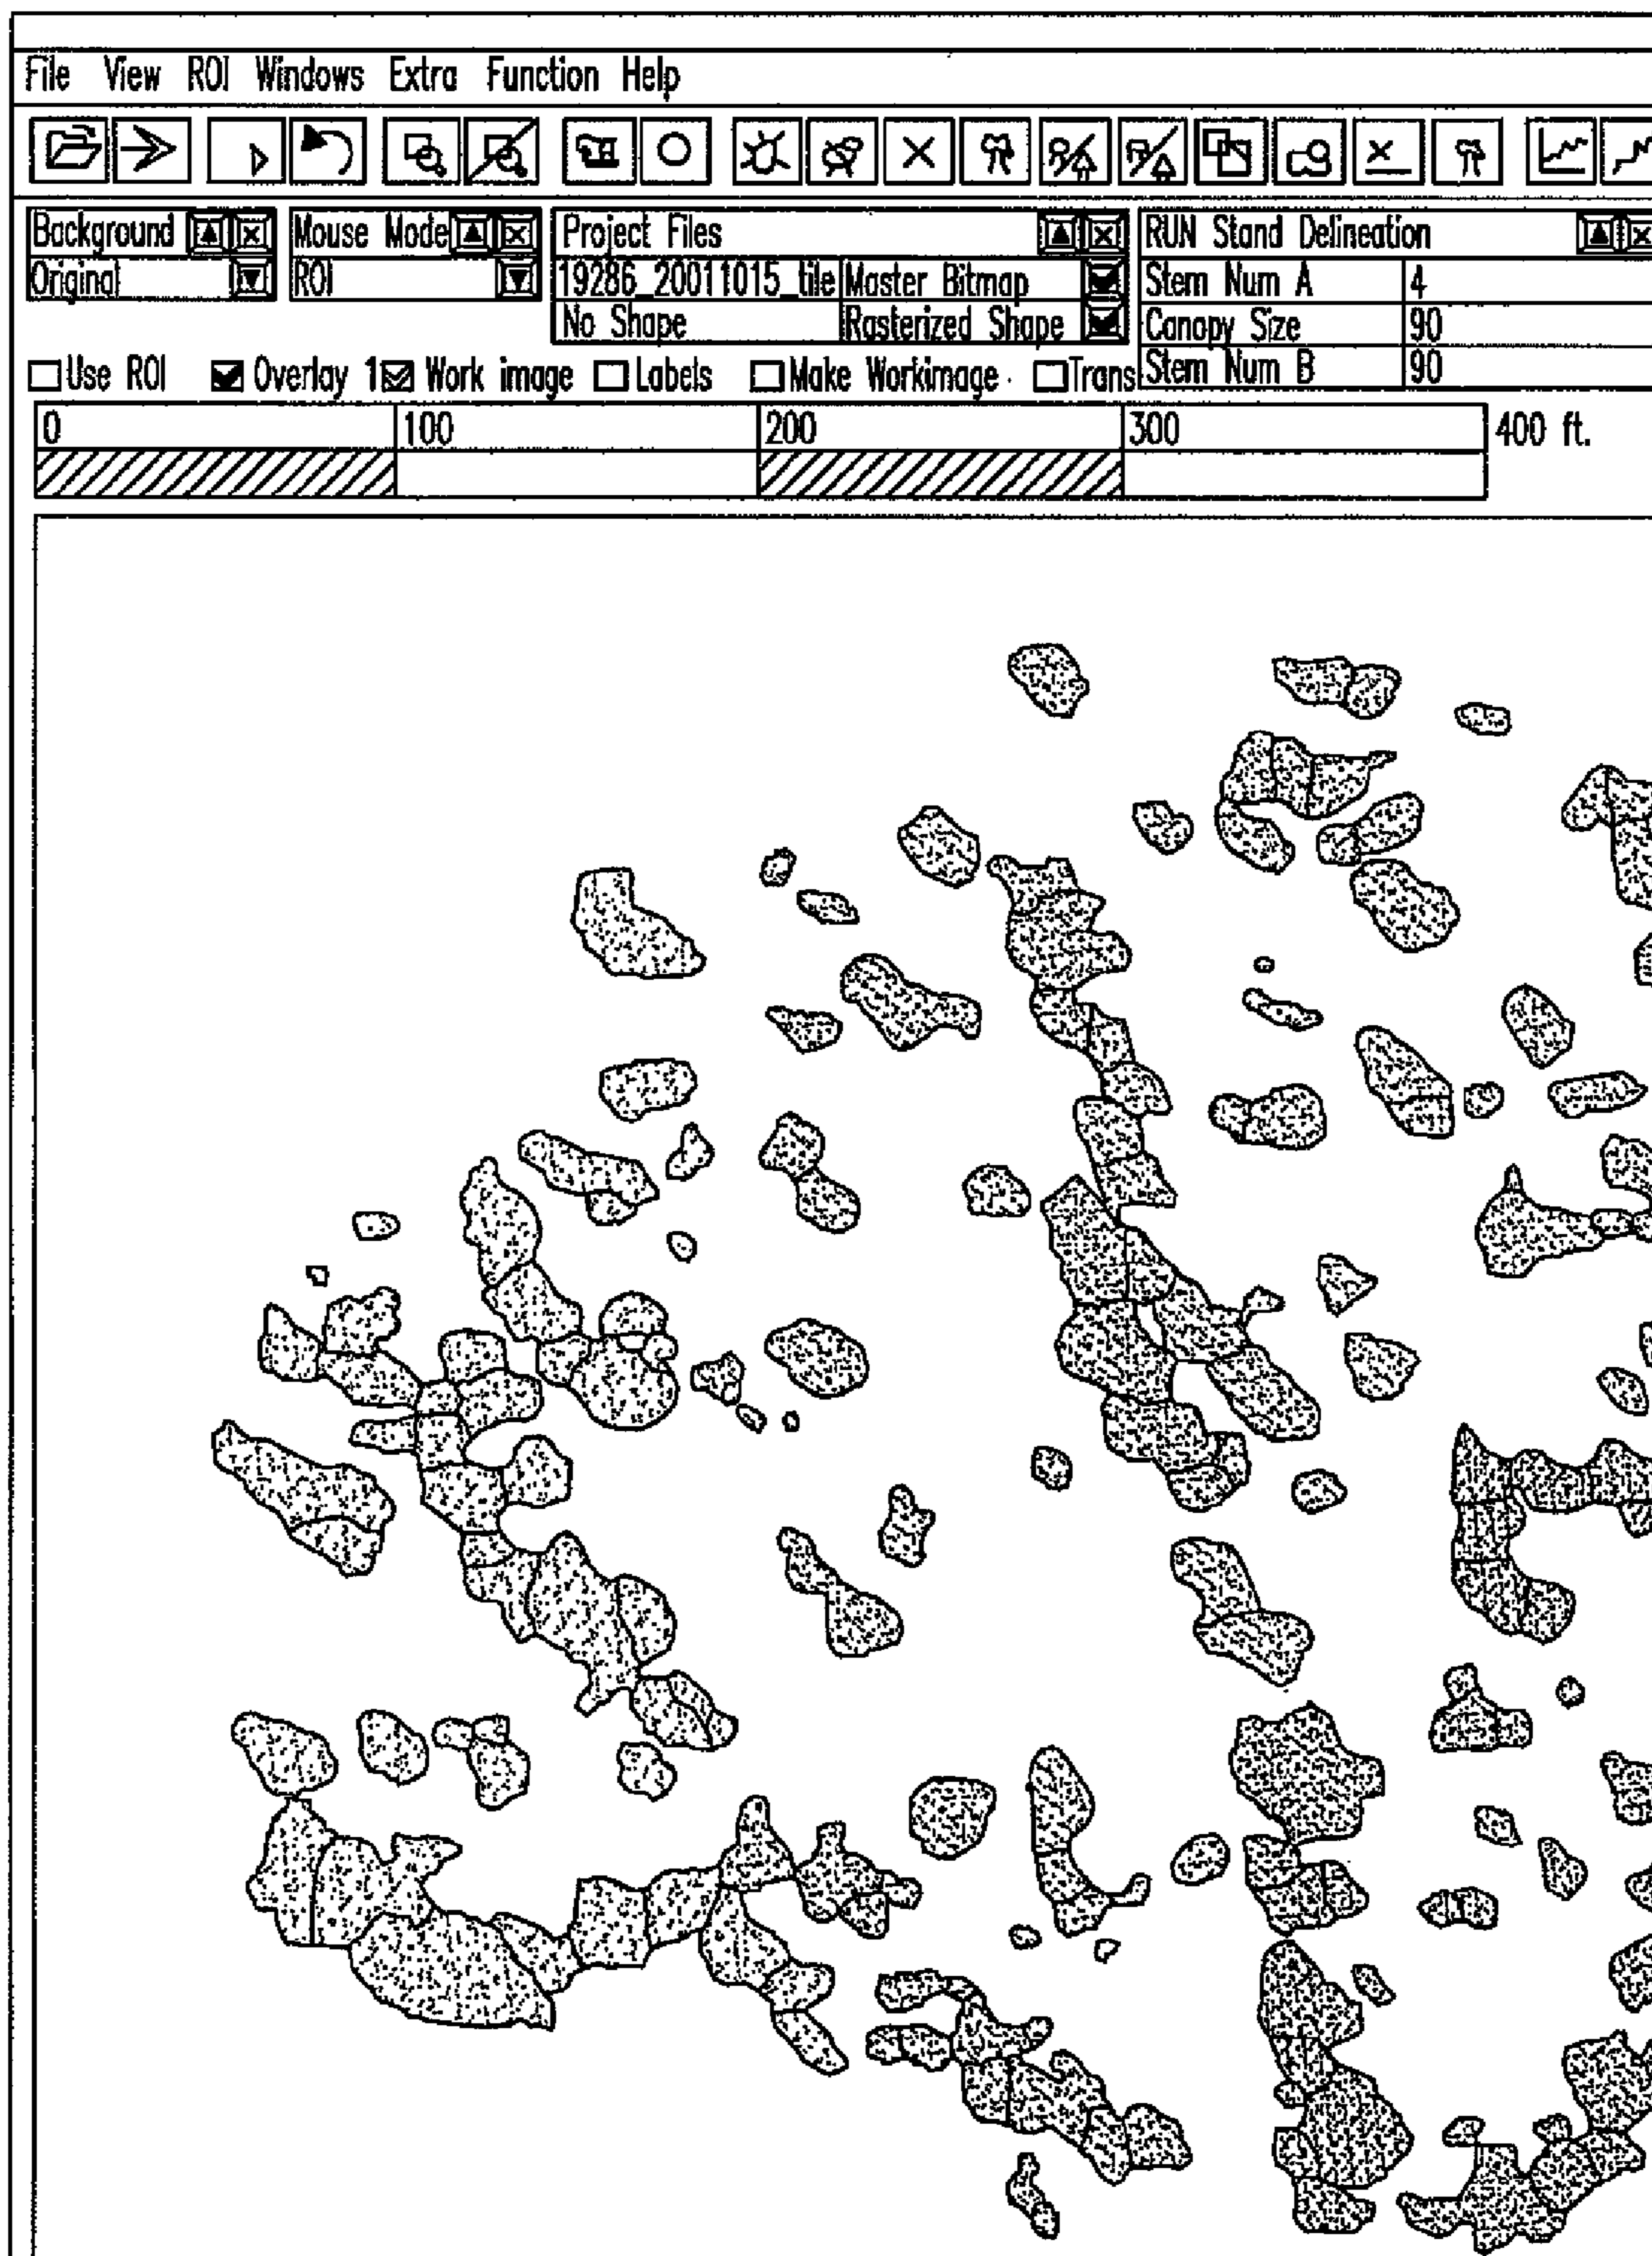 File View ROI Windows Extra Function Help
Background Mouse Mode Project Files RUN Stand Delineation
Original ROI 19286_20011015_tile Master Bitmap Stem Num A 4
No Shape Rasterized Shape Canopy Size 90
Use ROI Overlay 1 Work image Labels Make Workimage Trans Stem Num B 90
0 100 200 300 400 ft.